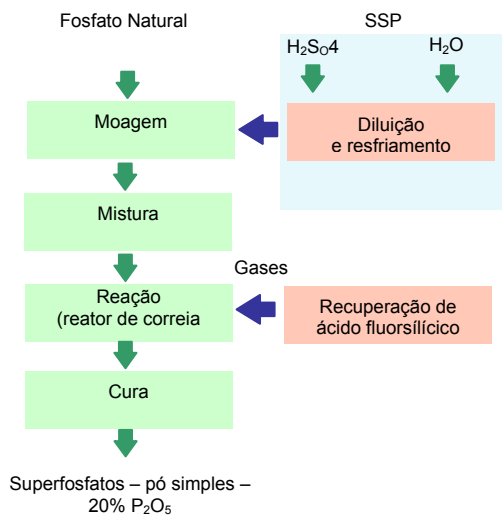 Fosfato Natural
SSP
H₂S₀4
H₂O
Moagem
Diluição
e resfriamento
Mistura
Gases
Reação
(reator de correia
Recuperação de
ácido fluorsílícico
Cura
Superfosfatos – pó simples –
20% P₂O₅